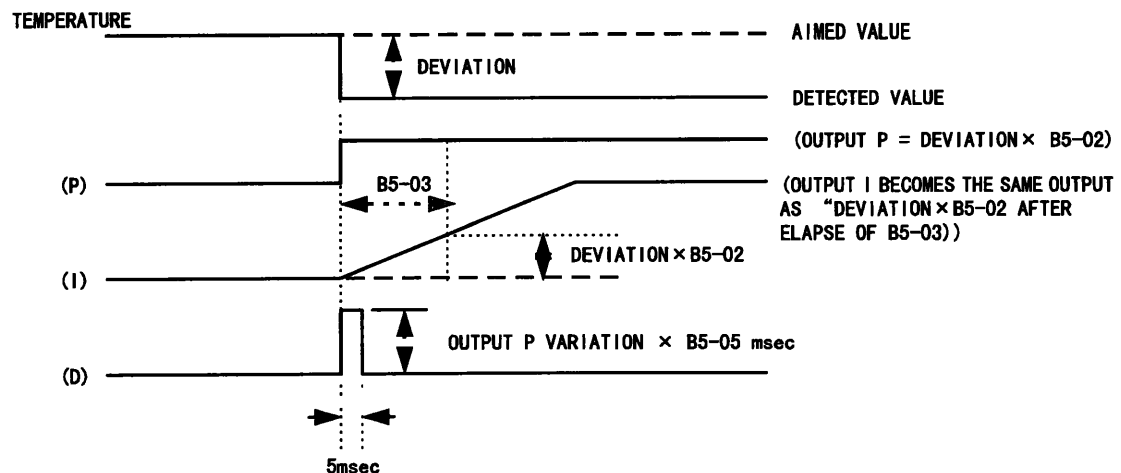 TEMPERATURE
AIMED VALUE
DEVIATION
DETECTED VALUE
(OUTPUT P = DEVIATION× B5-02)
(P)
B5-03
(OUTPUT I BECOMES THE SAME OUTPUT
AS “DEVIATION×B5-02 AFTER
ELAPSE OF B5-03))
DEVIATION×B5-02
(I)
OUTPUT P VARIATION × B5-05 msec
(D)
5msec